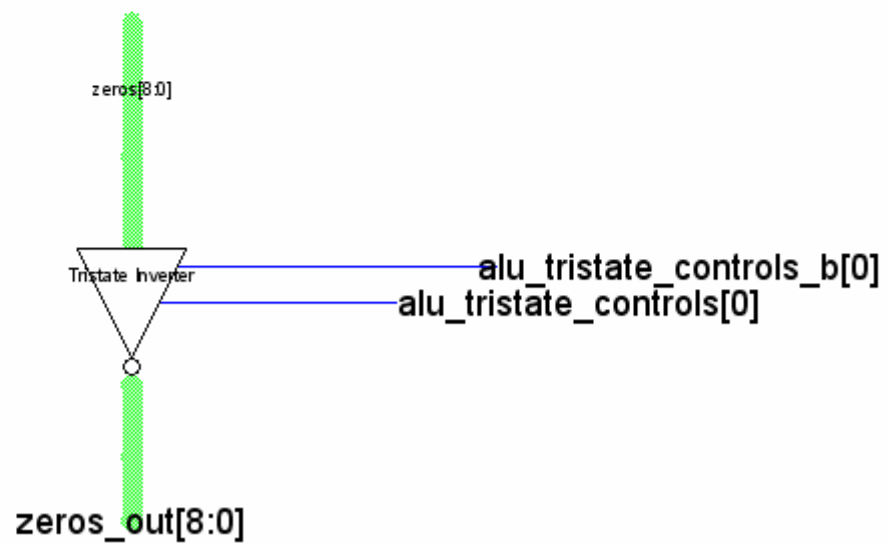 zeros[8:0]
Tristate Inverter
alu_tristate_controls_b[0]
alu_tristate_controls[0]
zeros_out[8:0]